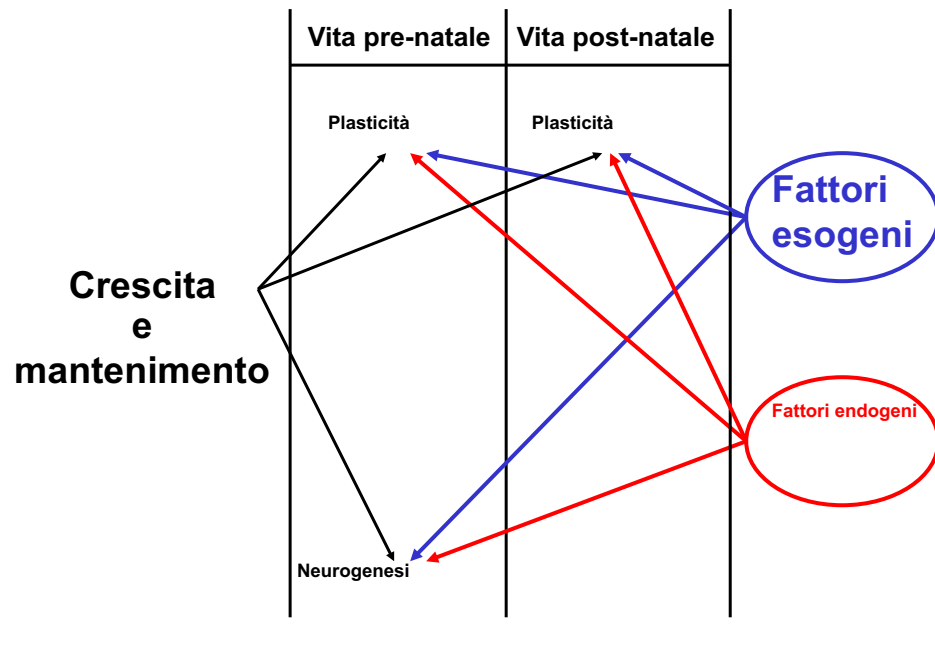 Vita pre-natale
Vita post-natale
Plasticità
Plasticità
Fattori
esogeni
Crescita
e
mantenimento
Fattori endogeni
Neurogenesi